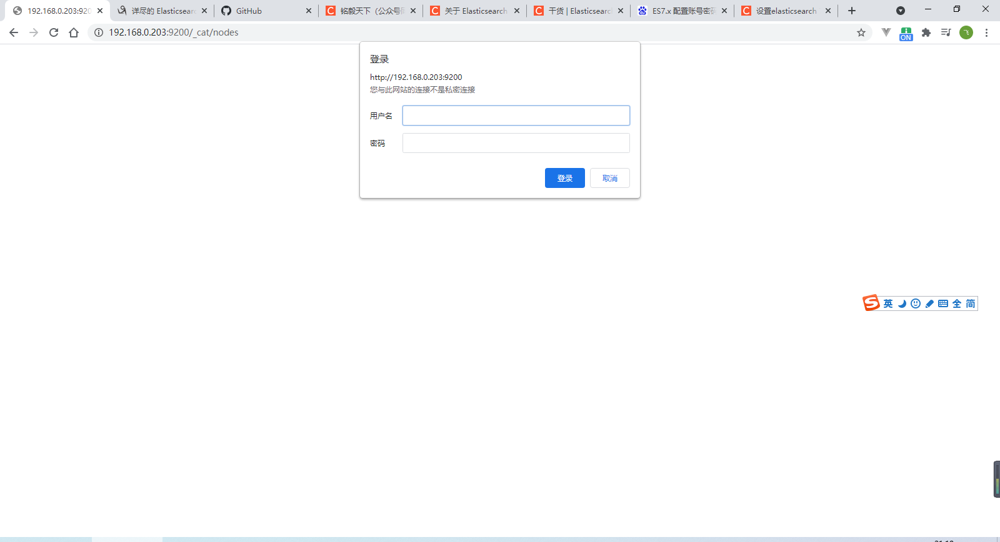 192.168.0.203:920
详尽的 Elasticsearc
GitHub
铭毅天下（公众号同
关于 Elasticsearch
干货 | Elasticsearc
ES7.x 配置账号密码
设置elasticsearch
192.168.0.203:9200/_cat/nodes
ON
登录
http://192.168.0.203:9200
您与此网站的连接不是私密连接
用户名
密码
登录
取消
英
全
简